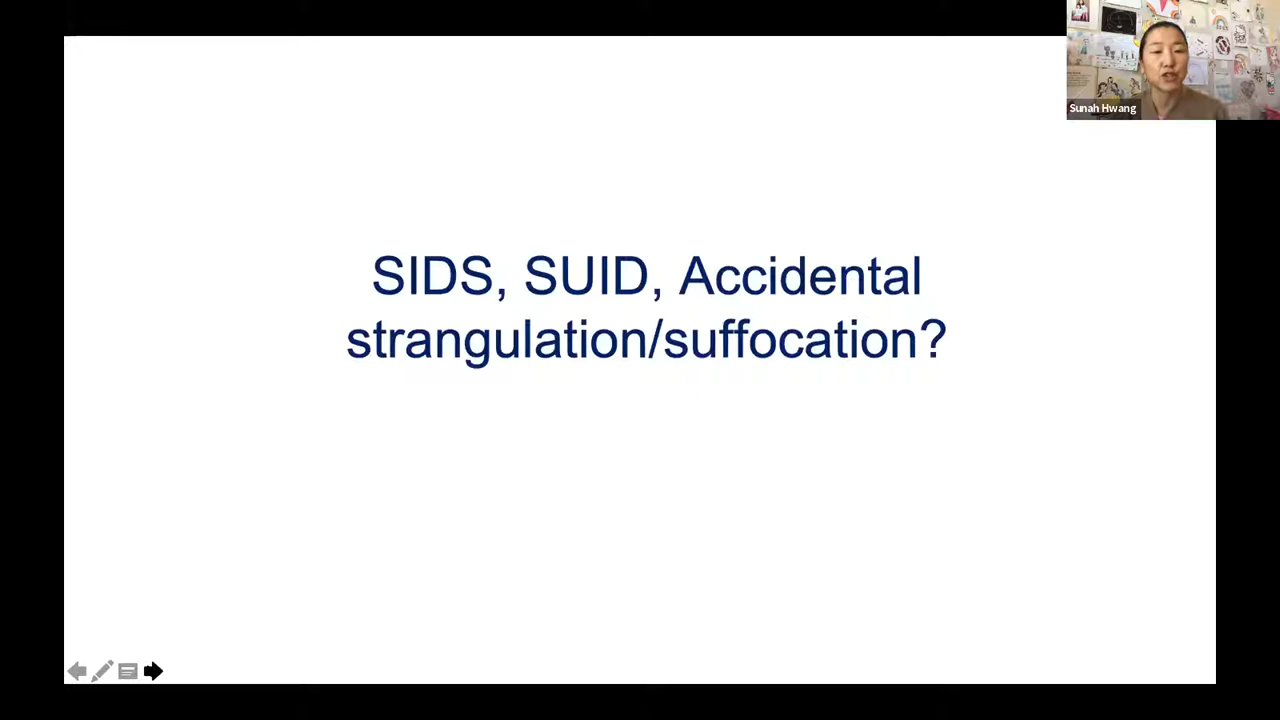 Sunah Hwang
SIDS, SUID, Accidental
strangulation/suffocation?